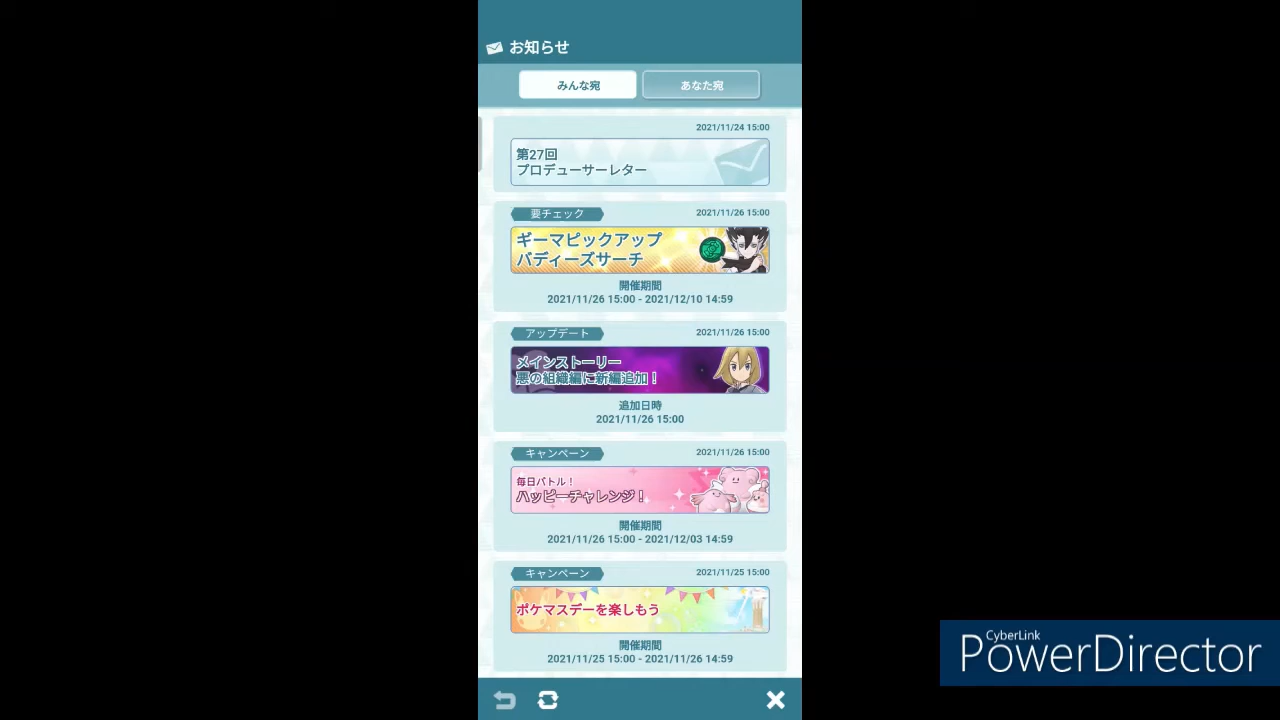 お知らせ
みんな宛
あなた宛
2021/11/24 15:00
第27回
プロデューサーレター
要チェック
2021/11/26 15:00
ギーマピックアップ
バディーズサーチ
開催期間
2021/11/26 15:00 - 2021/12/10 14:59
アップデート
2021/11/26 15:00
メインストーリー
悪の組織編に新編追加！
追加日時
2021/11/26 15:00
キャンペーン
2021/11/26 15:00
毎日バトル！
ハッピーチャレンジ！
開催期間
2021/11/26 15:00 - 2021/12/03 14:59
キャンペーン
2021/11/25 15:00
ポケマスデーを楽しもう
開催期間
2021/11/25 15:00 - 2021/11/26 14:59
CyberLink
PowerDirector